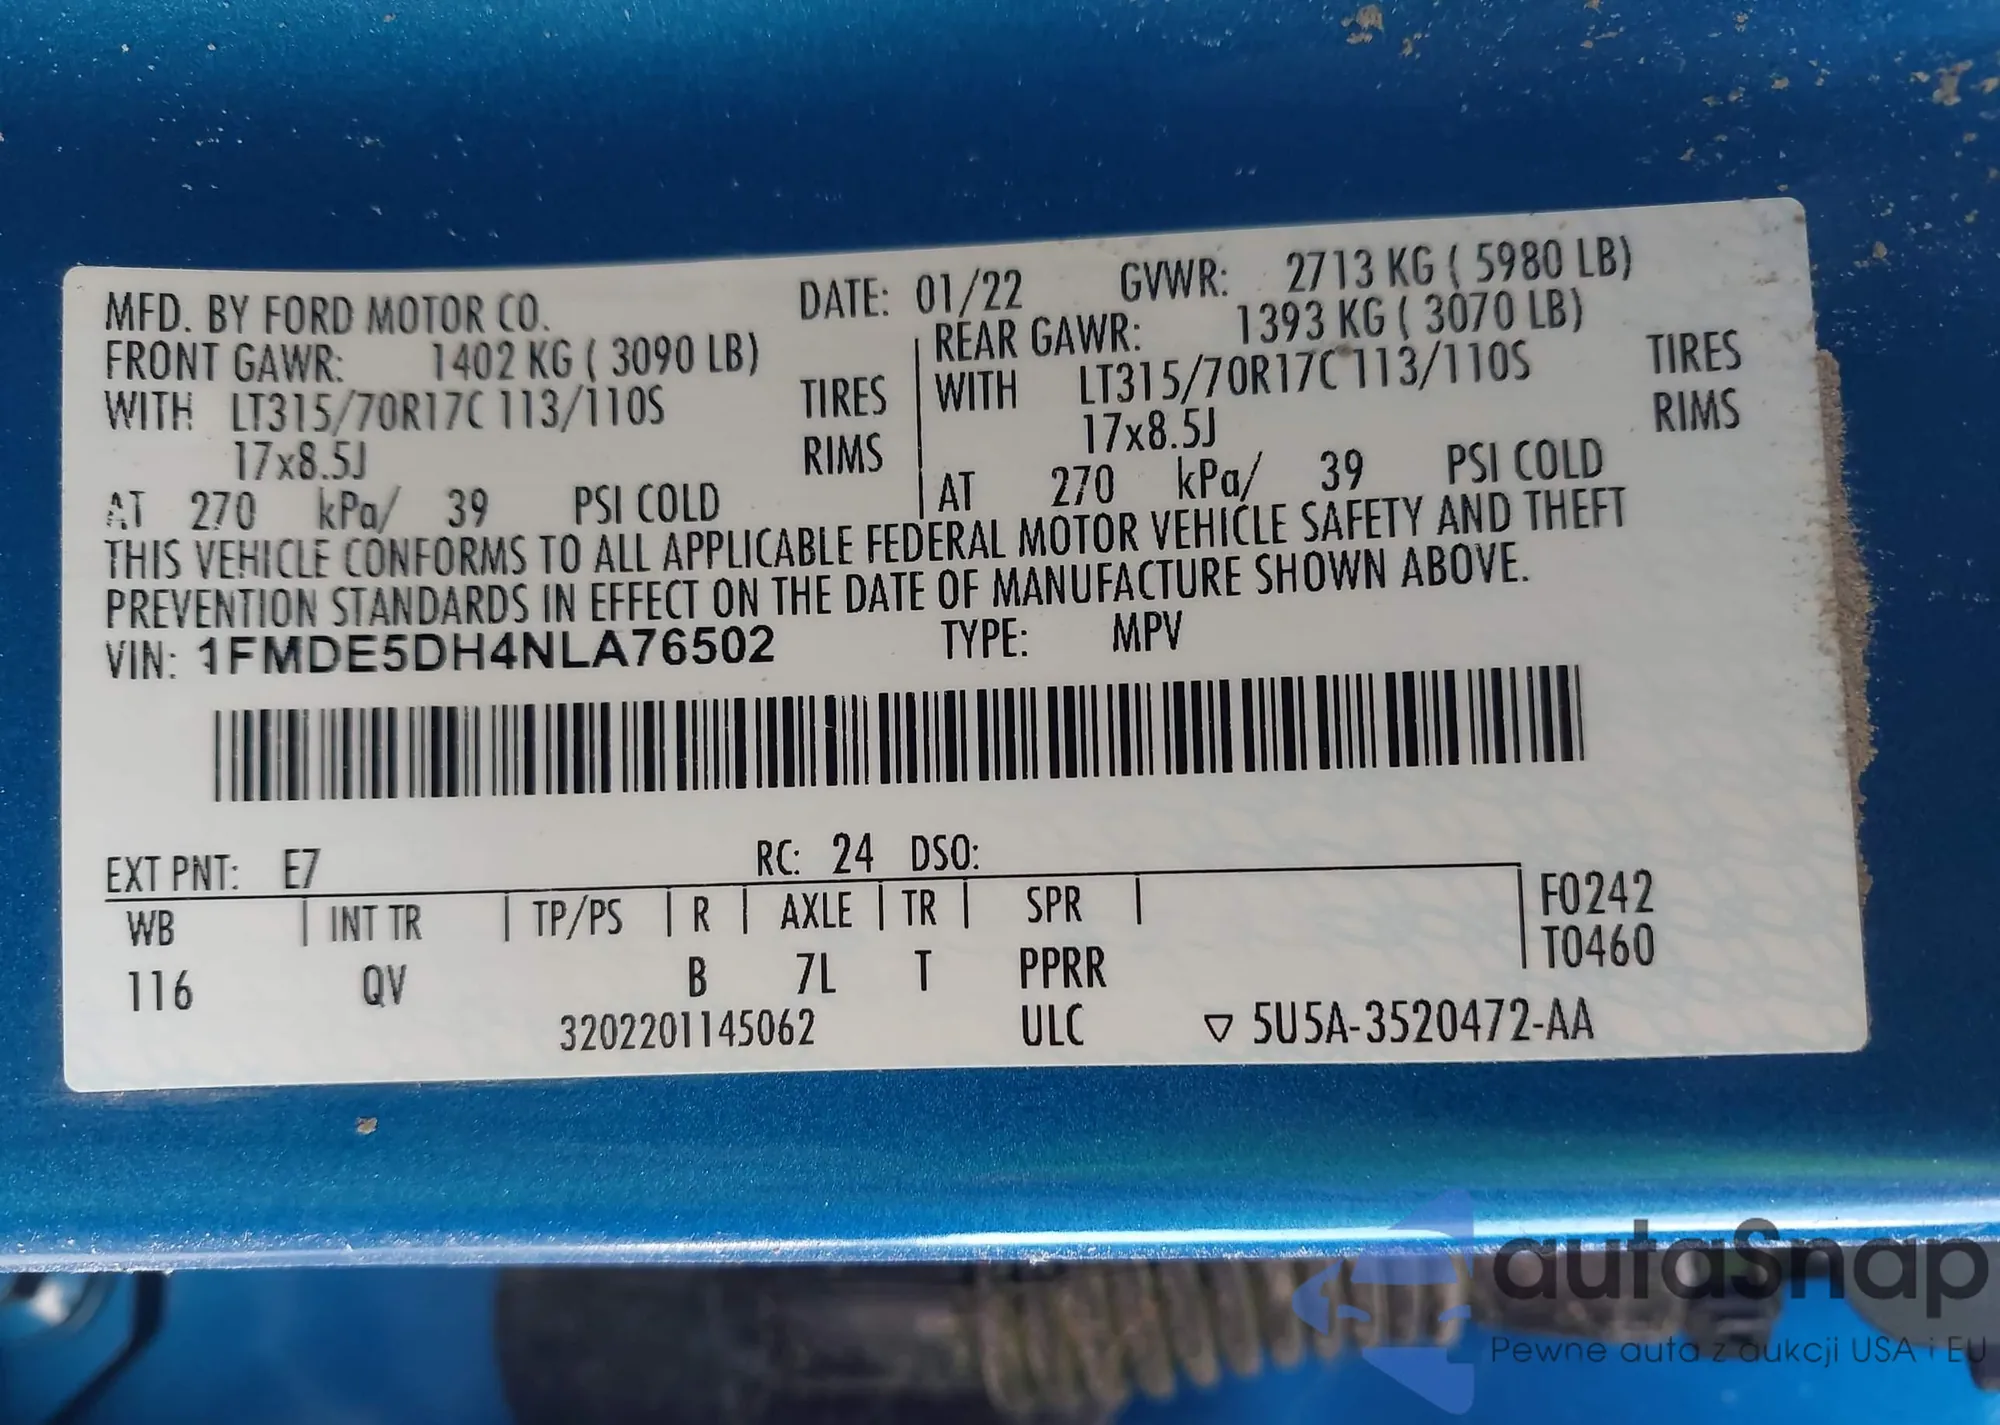 MFD. BY FORD MOTOR CO. DATE: 01/22 GVWR: 2713 KG ( 5980 LB)
FRONT GAWR: 1402 KG ( 3090 LB) REAR GAWR: 1393 KG ( 3070 LB)
WITH LT315/70R17C 113/110S TIRES WITH LT315/70R17C 113/110S TIRES
17x8.5J RIMS 17x8.5J RIMS
AT 270 kPa/ 39 PSI COLD AT 270 kPa/ 39 PSI COLD
THIS VEHICLE CONFORMS TO ALL APPLICABLE FEDERAL MOTOR VEHICLE SAFETY AND THEFT
PREVENTION STANDARDS IN EFFECT ON THE DATE OF MANUFACTURE SHOWN ABOVE.
VIN: 1FMDE5DH4NLA76502 TYPE: MPV
EXT PNT: E7 RC: 24 DSO:
WB INT TR TP/PS R AXLE TR SPR F0242
116 QV B 7L T PPRR T0460
3202201145062 ULC ▽ 5U5A-3520472-AA
autaSnap
Pewne auta z aukcji USA i EU